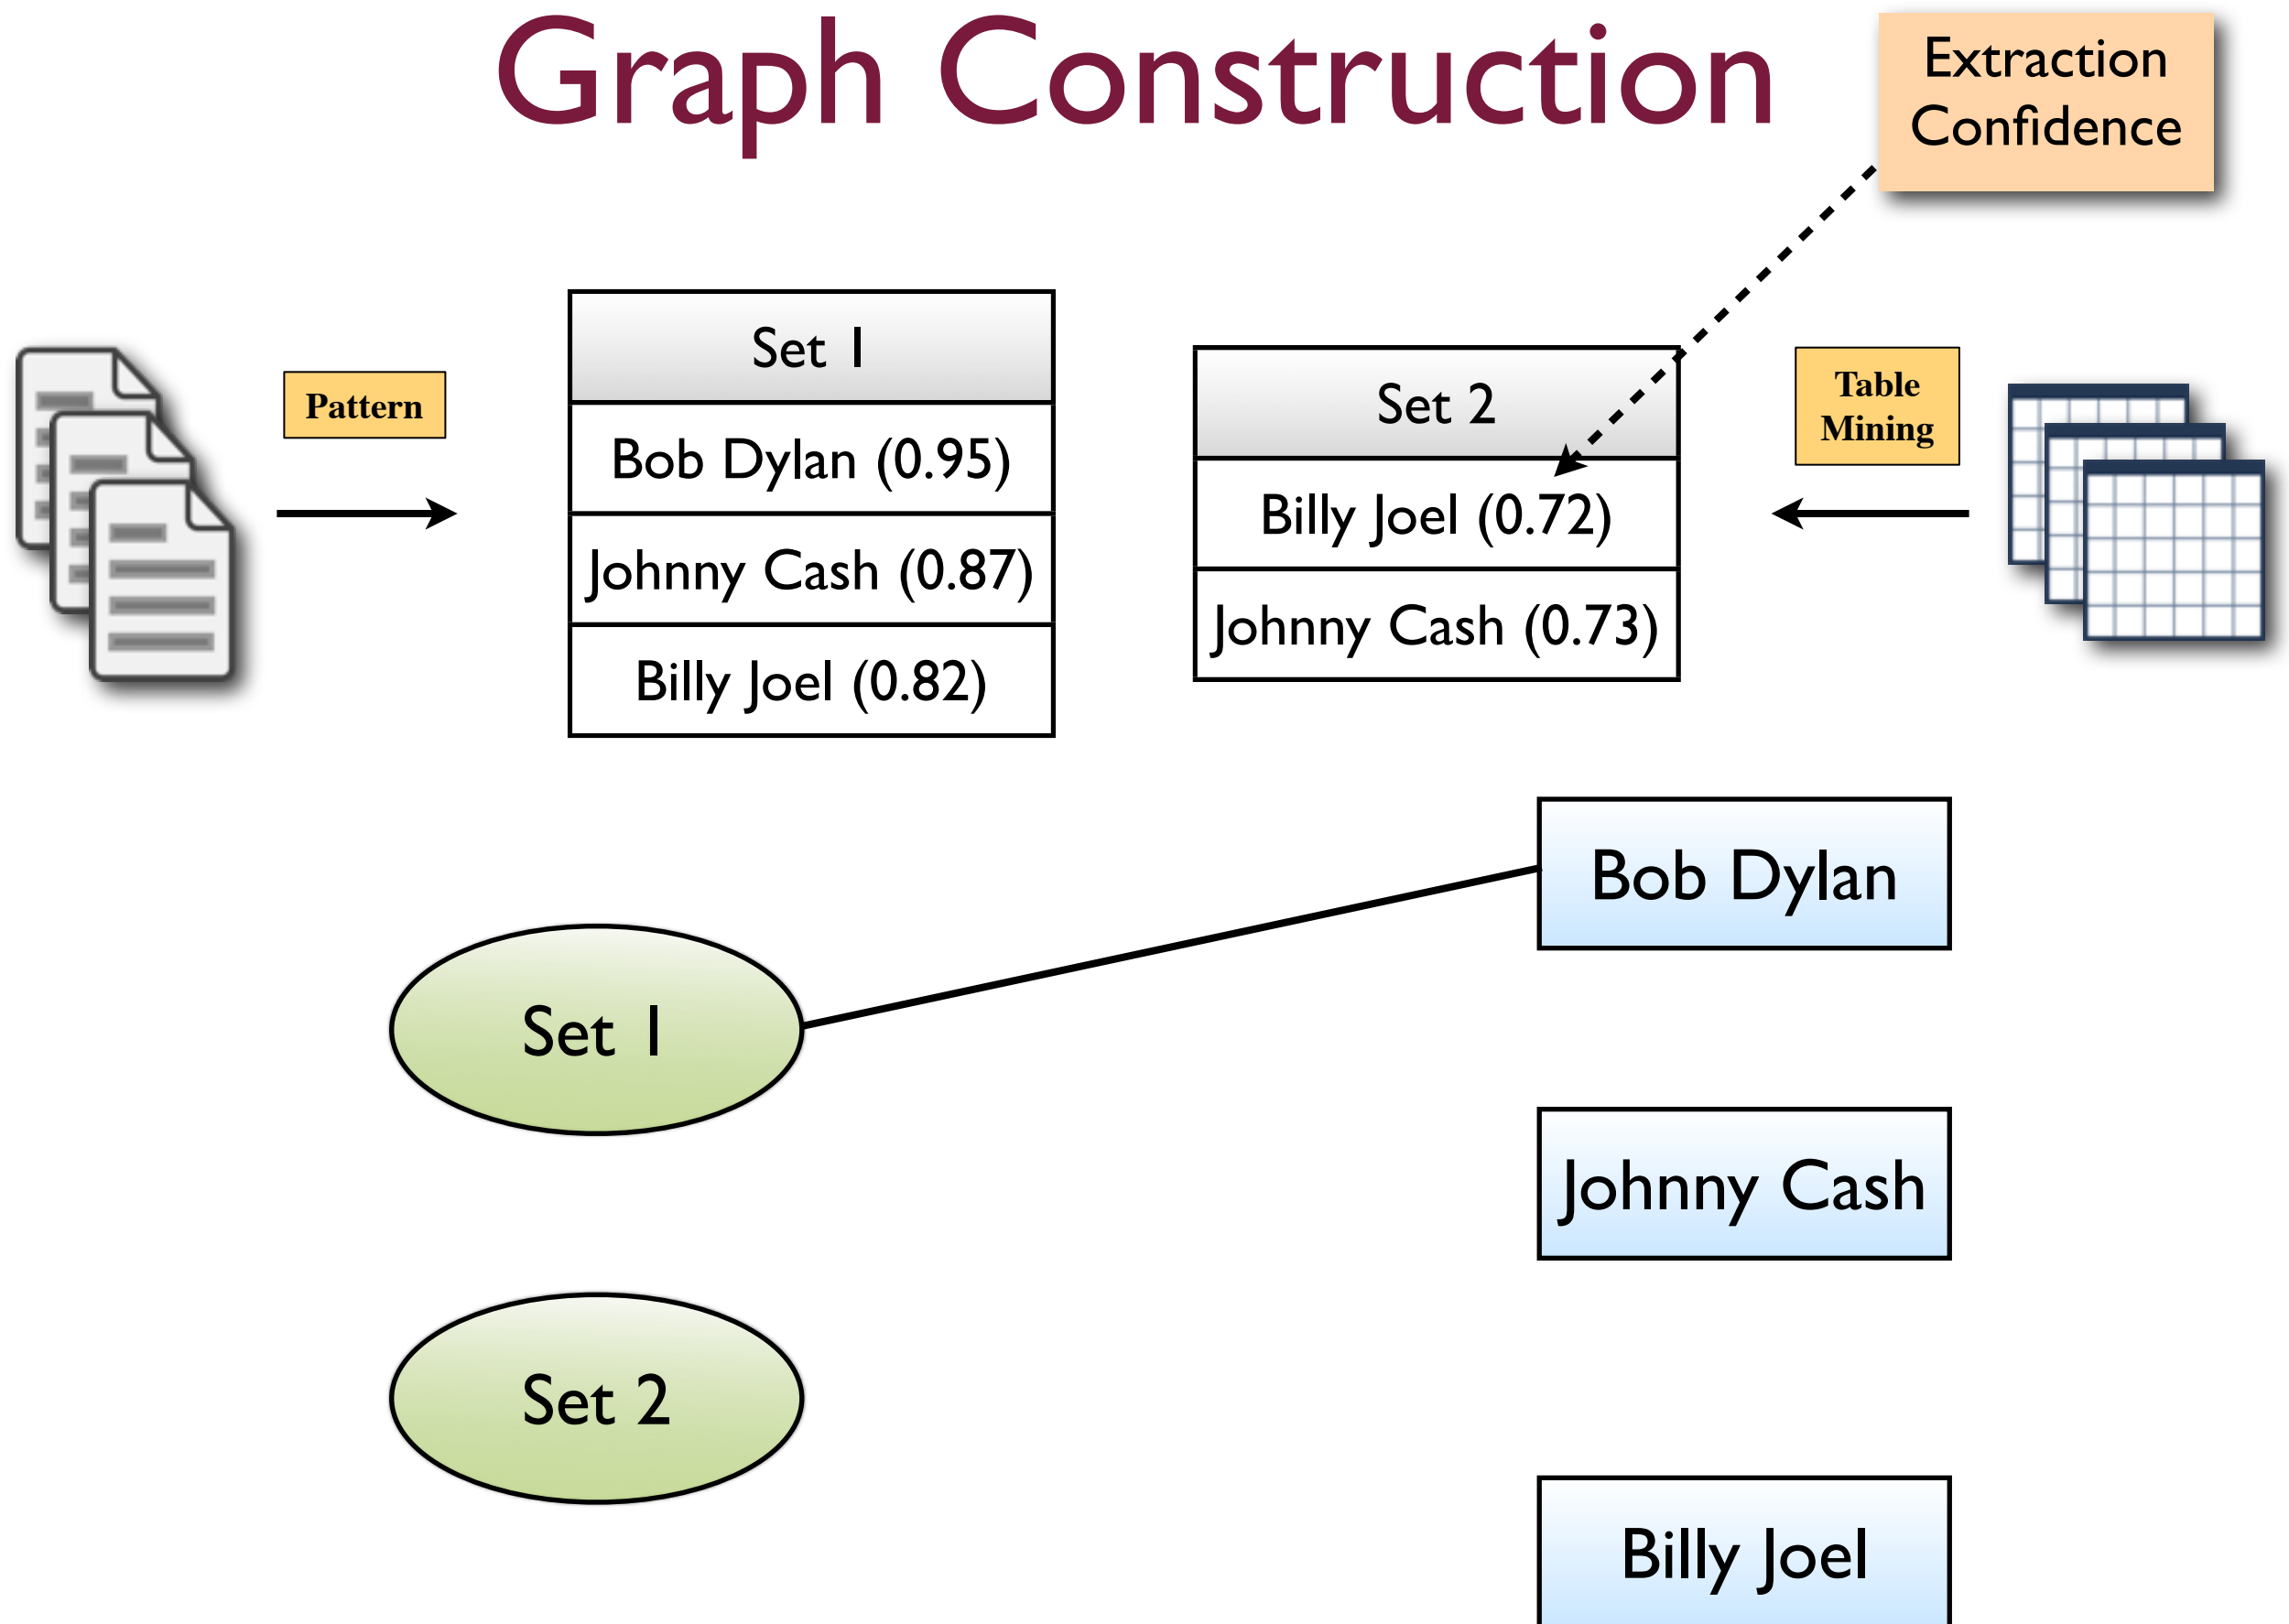 Graph Construction
Extraction
Confidence
Pattern
Set 1
Bob Dylan (0.95)
Johnny Cash (0.87)
Billy Joel (0.82)
Set 2
Billy Joel (0.72)
Johnny Cash (0.73)
Table
Mining
Bob Dylan
Set 1
Johnny Cash
Set 2
Billy Joel